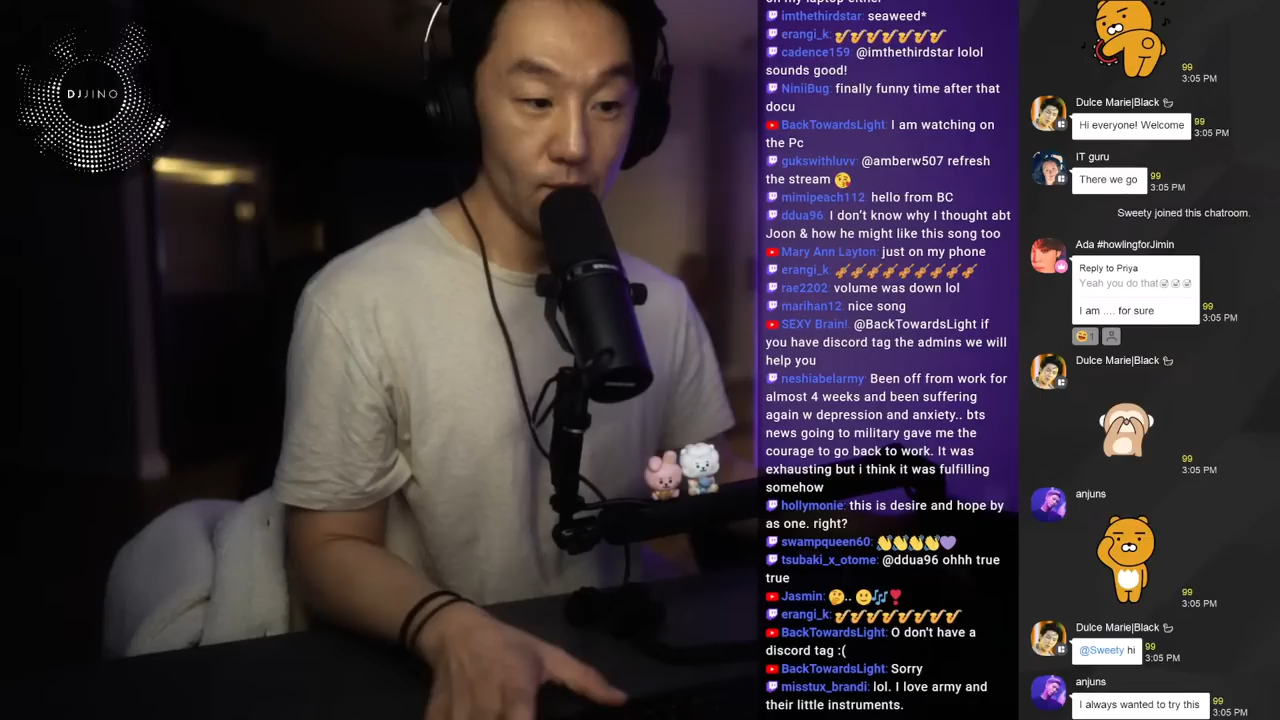 DJJINO
on my laptop either
imthethirdstar: seaweed*
erangi_k: 🎷🎷🎷🎷🎷🎷🎷
cadence159 @imthethirdstar lolol
sounds good!
NiniiBug: finally funny time after that
docu
BackTowardsLight: I am watching on
the Pc
gukswithluvv: @amberw507 refresh
the stream 😘
mimipeach112: hello from BC
ddua96: I don't know why I thought abt
Joon & how he might like this song too
Mary Ann Layton: just on my phone
erangi_k: 🎻🎻🎻🎻🎻🎻🎻🎻🎻
rae2202: volume was down lol
marihan12: nice song
SEXY Brain!: @BackTowardsLight if
you have discord tag the admins we will
help you
neshiabelarmy: Been off from work for
almost 4 weeks and been suffering
again w depression and anxiety.. bts
news going to military gave me the
courage to go back to work. It was
exhausting but i think it was fulfilling
somehow
hollymonie: this is desire and hope by
as one. right?
swampqueen60: 👋👋👋👋💜
tsubaki_x_otome: @ddua96 ohhh true
true
Jasmin: 🤔.. 🙂🎶❣️
erangi_k: 🎷🎷🎷🎷🎷🎷🎷🎷
BackTowardsLight: O don't have a
discord tag :(
BackTowardsLight: Sorry
misstux_brandi: lol. I love army and
their little instruments.
99
3:05 PM
Dulce Marie|Black
Hi everyone! Welcome
99
3:05 PM
IT guru
There we go
99
3:05 PM
Sweety joined this chatroom.
Ada #howlingforJimin
Reply to Priya
Yeah you do that
I am .... for sure
99
3:05 PM
1
Dulce Marie|Black
99
3:05 PM
anjuns
99
3:05 PM
Dulce Marie|Black
@Sweety hi
99
3:05 PM
anjuns
I always wanted to try this
99
3:05 PM